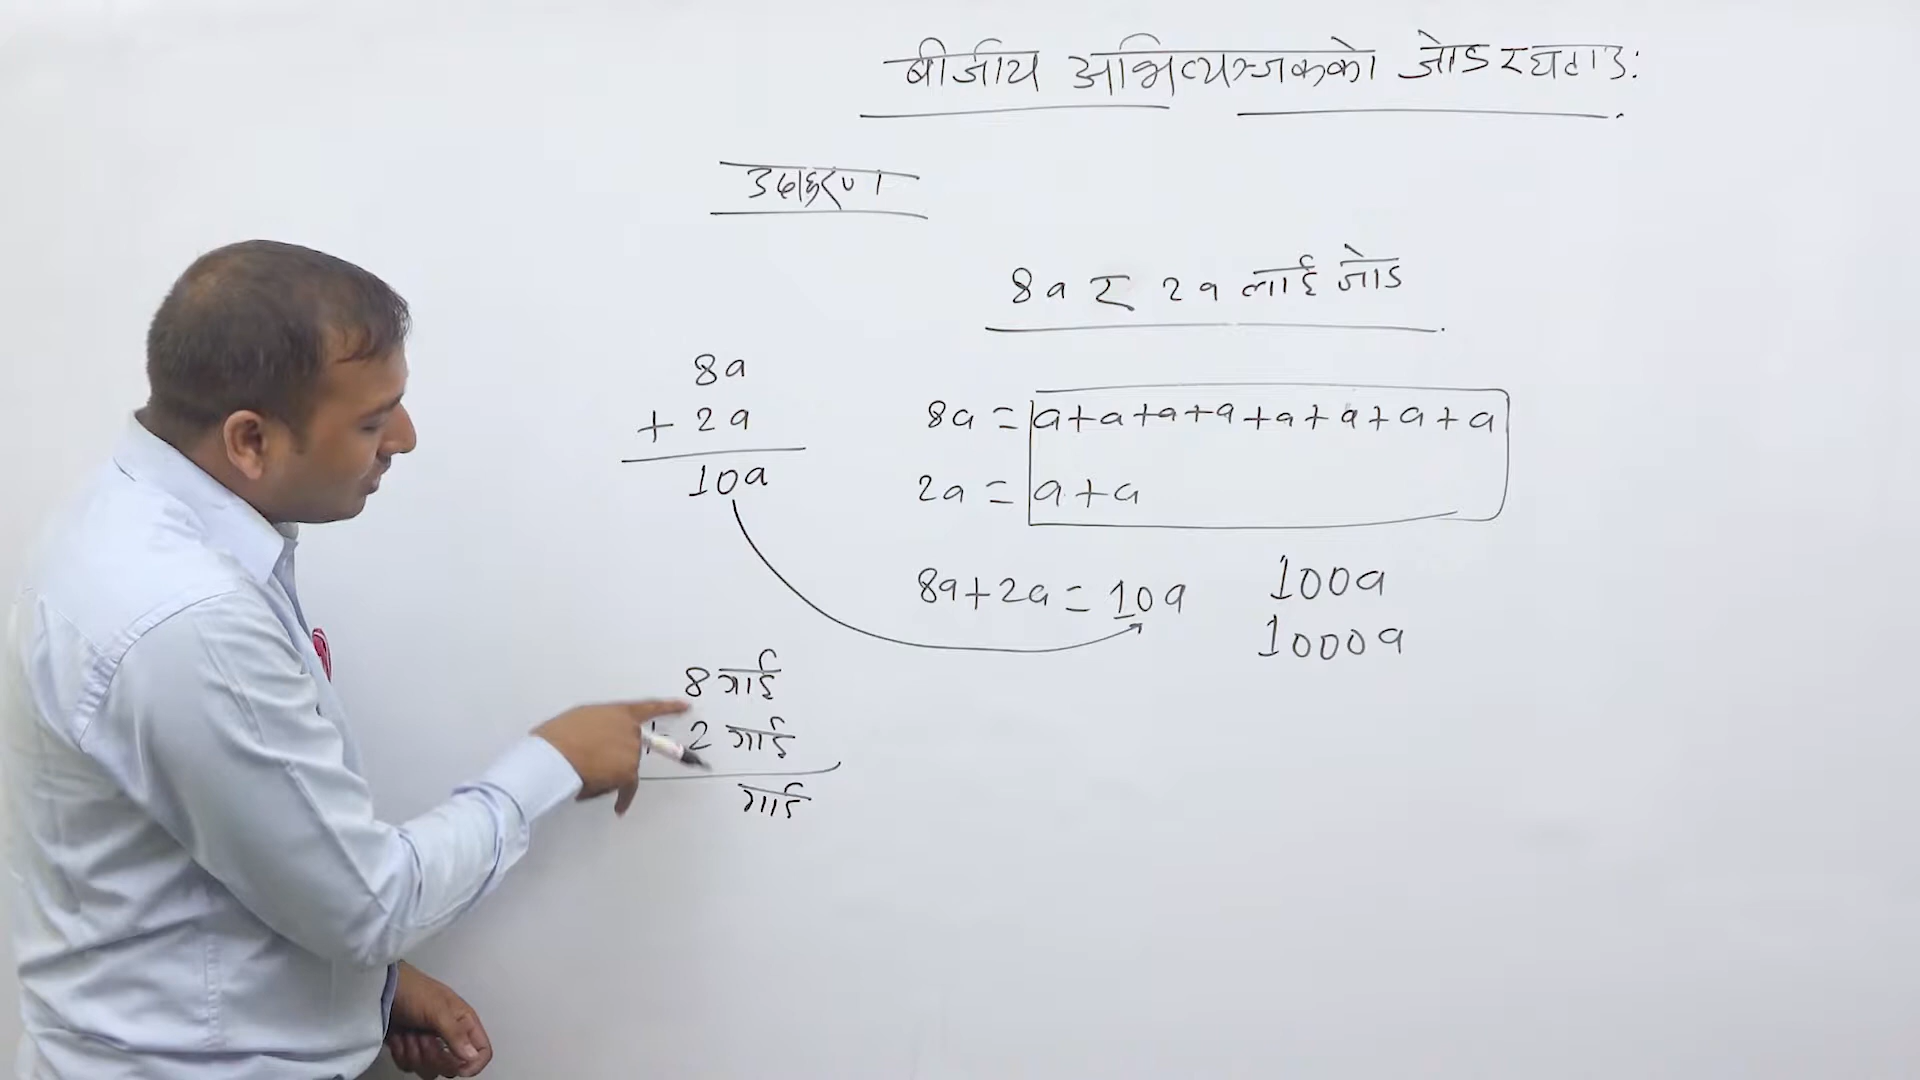 बीजीय अभिव्यञ्जकको जोड र घटाउ:
उदाहरण 1
8a र 2a लाई जोड
8a
+ 2a
10a
8a = a+a+a+a+a+a+a+a
2a = a+a
8a+2a = 10a
100a
1000a
8 गाई
+ 2 गाई
गाई